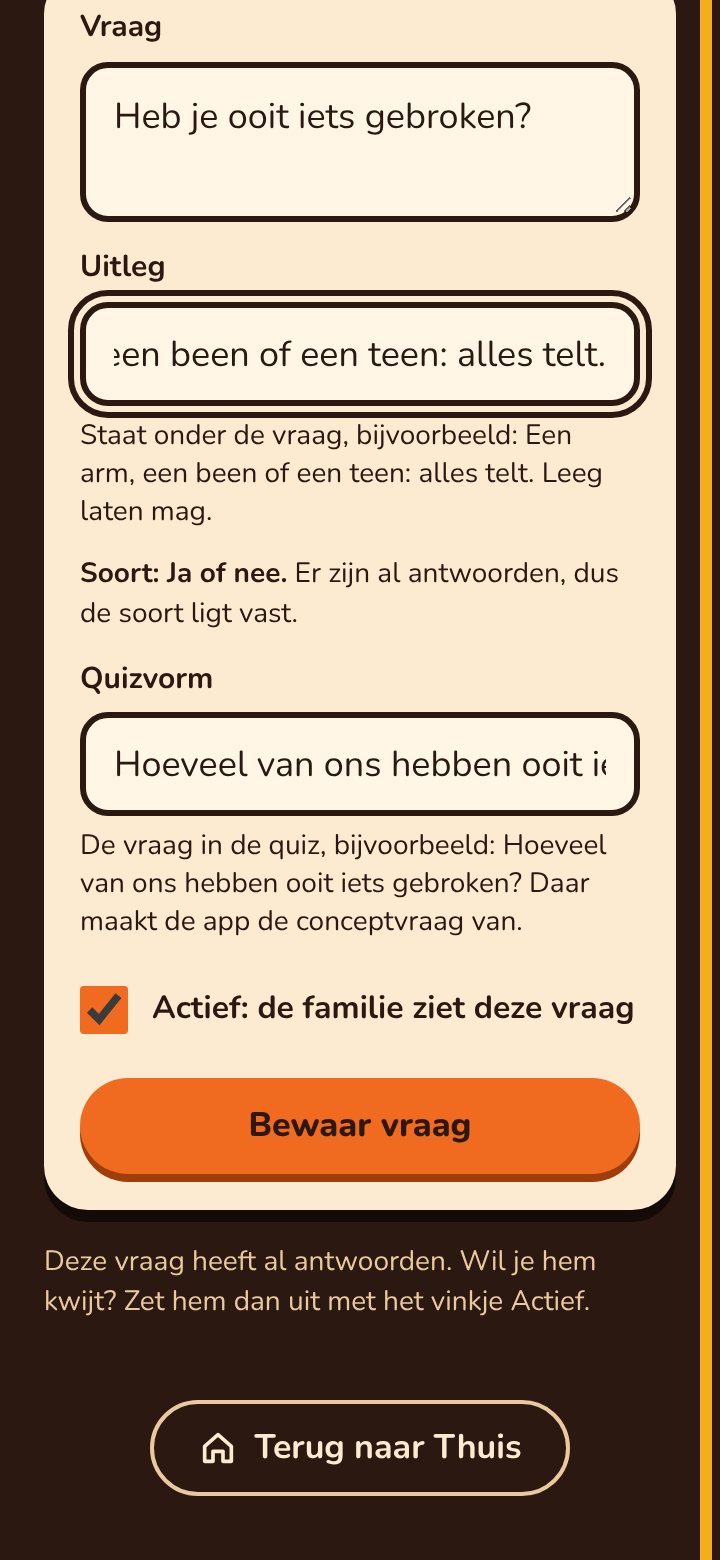 Vraag
Heb je ooit iets gebroken?
Uitleg
een been of een teen: alles telt.
Staat onder de vraag, bijvoorbeeld: Een
arm, een been of een teen: alles telt. Leeg
laten mag.
Soort: Ja of nee. Er zijn al antwoorden, dus
de soort ligt vast.
Quizvorm
Hoeveel van ons hebben ooit
De vraag in de quiz, bijvoorbeeld: Hoeveel
van ons hebben ooit iets gebroken? Daar
maakt de app de conceptvraag van.
Actief: de familie ziet deze vraag
Bewaar vraag
Deze vraag heeft al antwoorden. Wil je hem
kwijt? Zet hem dan uit met het vinkje Actief.
Terug naar Thuis